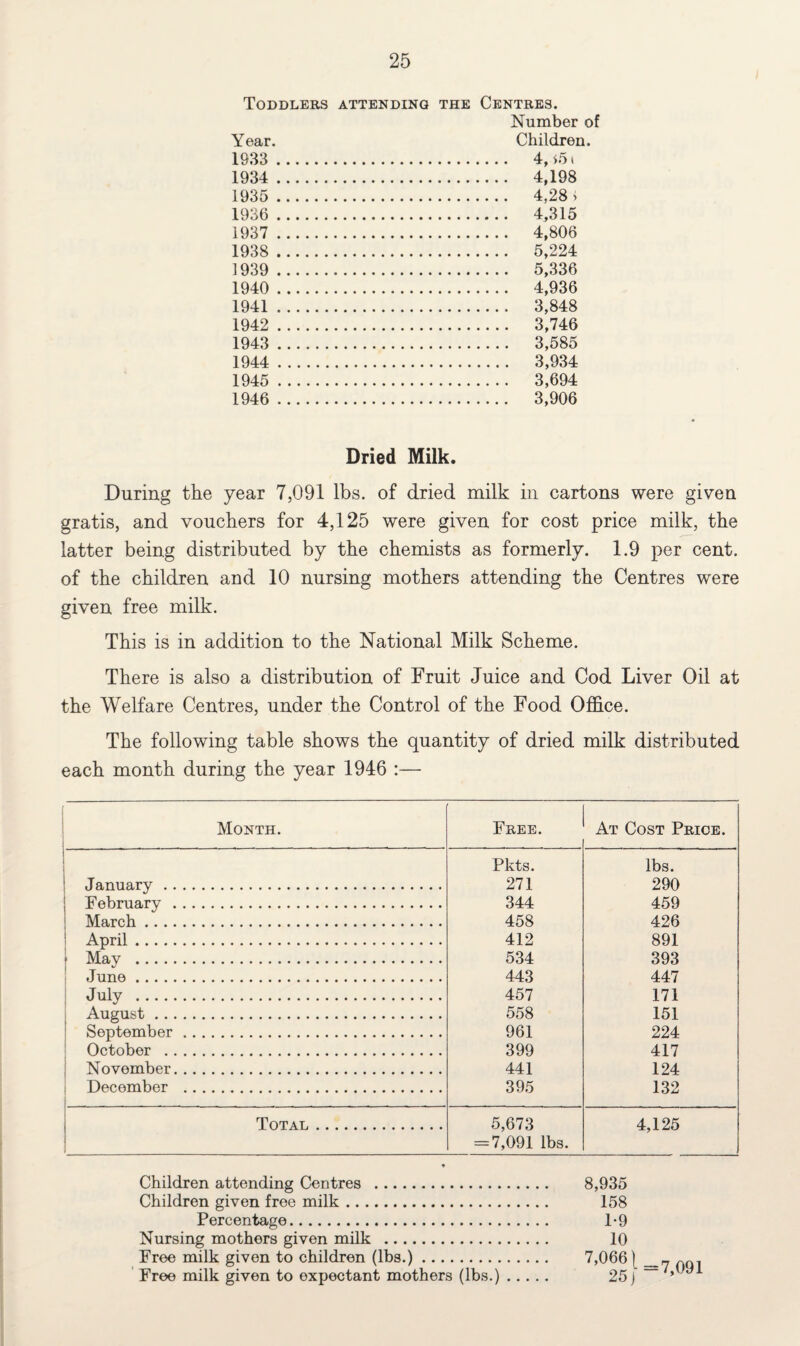 25
Toddlers attending the Centres.
Number of
Year. Children.
1933
1934 4,198
1935
1936 4,315
1937 4,806
1938 5,224
1939 5,336
1940 4,936
1941 3,848
1942 3,746
1943 3,585
1944 3,934
1945 3,694
1946 3,906
Dried Milk.
During the year 7,091 lbs. of dried milk in cartons were given
gratis, and vouchers for 4,125 were given for cost price milk, the
latter being distributed by the chemists as formerly. 1.9 per cent.
of the children and 10 nursing mothers attending the Centres were
given free milk.
This is in addition to the National Milk Scheme.
There is also a distribution of Fruit Juice and Cod Liver Oil at
the Welfare Centres, under the Control of the Food Office.
The following table shows the quantity of dried milk distributed
each month during the year 1946 :—
Month. Free. At Cost Price.
Pkts. lbs.
January 271 290
February 344 459
March 458 426
April 412 891
May 534 393
June 443 447
July 457 171
August 558 151
September 961 224
October 399 417
November 441 124
December 395 132
Total 5,673 4,125
=7,091 lbs.
Children attending Centres 8,935
Children given free milk 158
Percentage 1·9
Nursing mothers given milk 10
Free milk given to children (lbs.) 7,066 } =7,091
Free milk given to expectant mothers (lbs.) 25